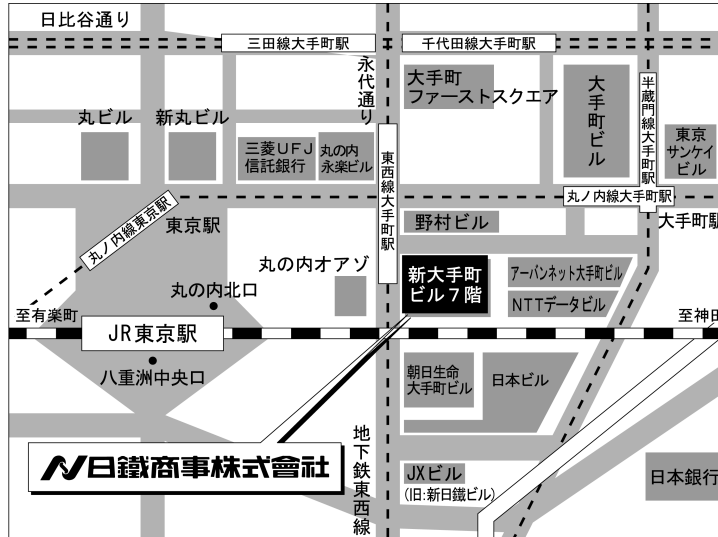 日比谷通り
三田線大手町駅
千代田線大手町駅
永代通り
大手町
ファーストスクエア
大手町ビル
半蔵門線大手町駅
丸ビル
新丸ビル
三菱UFJ
信託銀行
丸の内
永楽ビル
東西線大手町駅
東京
サンケイ
ビル
丸ノ内線東京駅
丸ノ内線大手町駅
東京駅
野村ビル
大手町駅
丸の内オアゾ
新大手町
ビル7階
アーバンネット大手町ビル
NTTデータビル
丸の内北口
至有楽町
至神田
JR東京駅
八重洲中央口
朝日生命
大手町ビル
日本ビル
地下鉄東西線
日鐵商事株式會社
JXビル
(旧:新日鐵ビル)
日本銀行